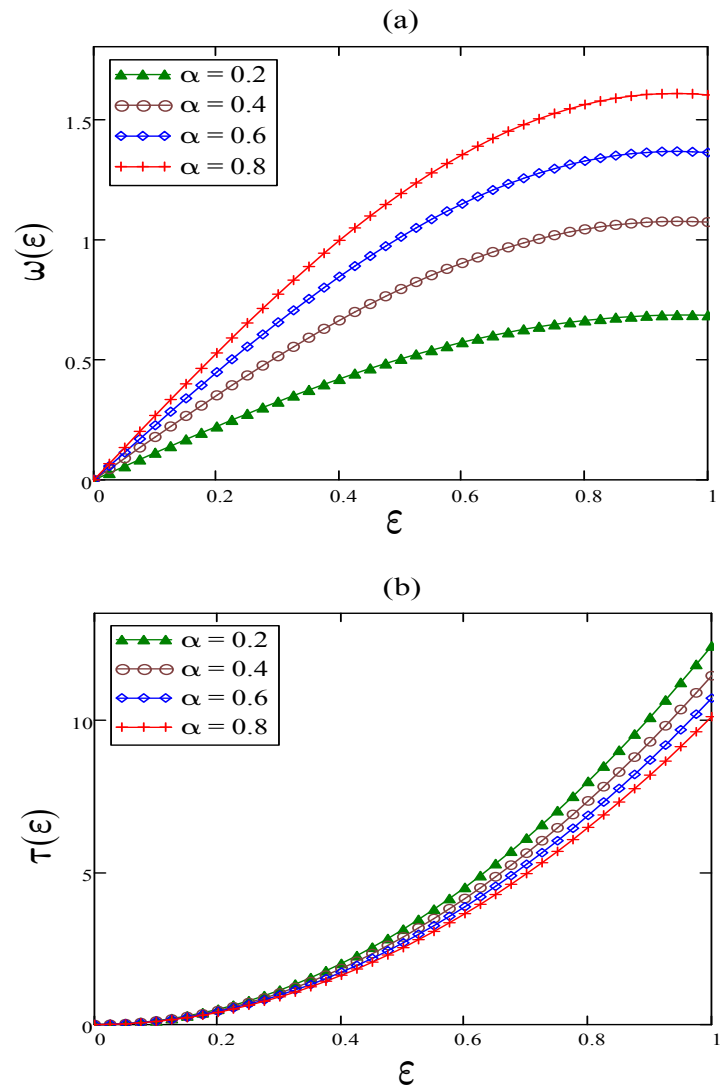 (a)
α = 0.2
α = 0.4
α = 0.6
α = 0.8
1.5
1
0.5
0
ω(ε)
0 0.2 0.4 0.6 0.8 1
ε
(b)
α = 0.2
α = 0.4
α = 0.6
α = 0.8
10
5
0
τ(ε)
0 0.2 0.4 0.6 0.8 1
ε